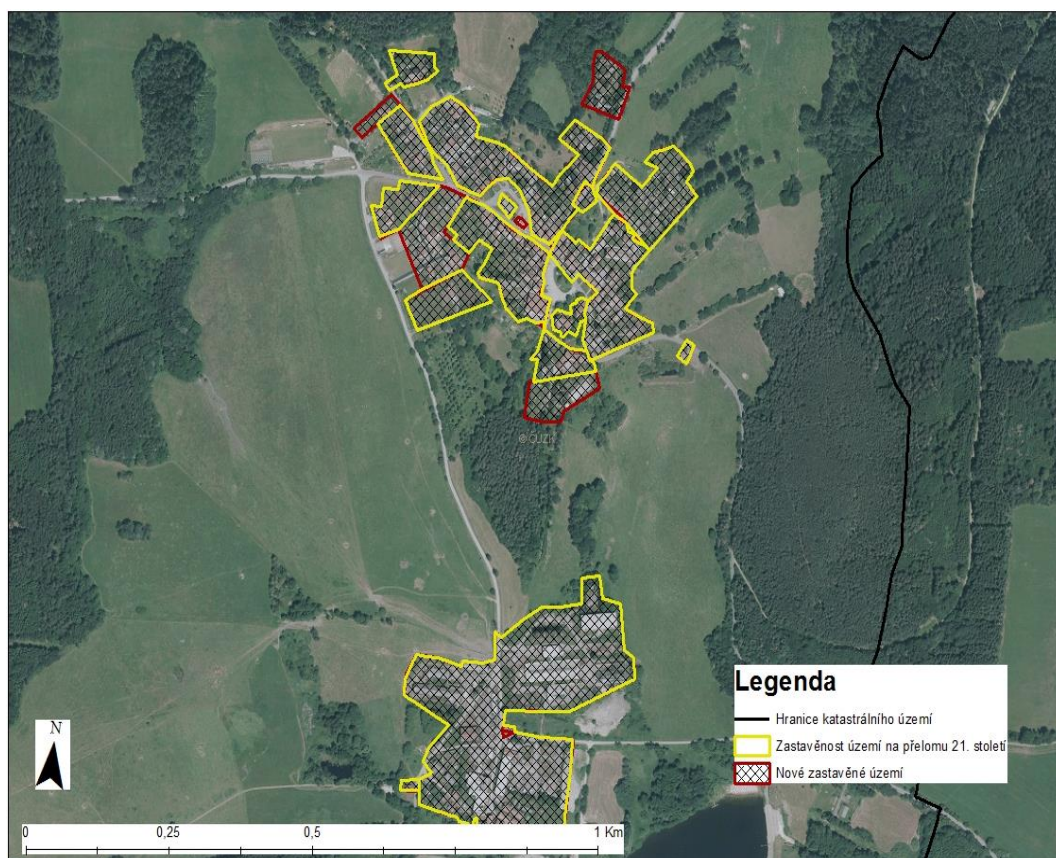 © ČÚZK
Legenda
Hranice katastrálního území
Zastavěnost území na přelomu 21. století
Nové zastavěné území
N
0 0,25 0,5 1 Km